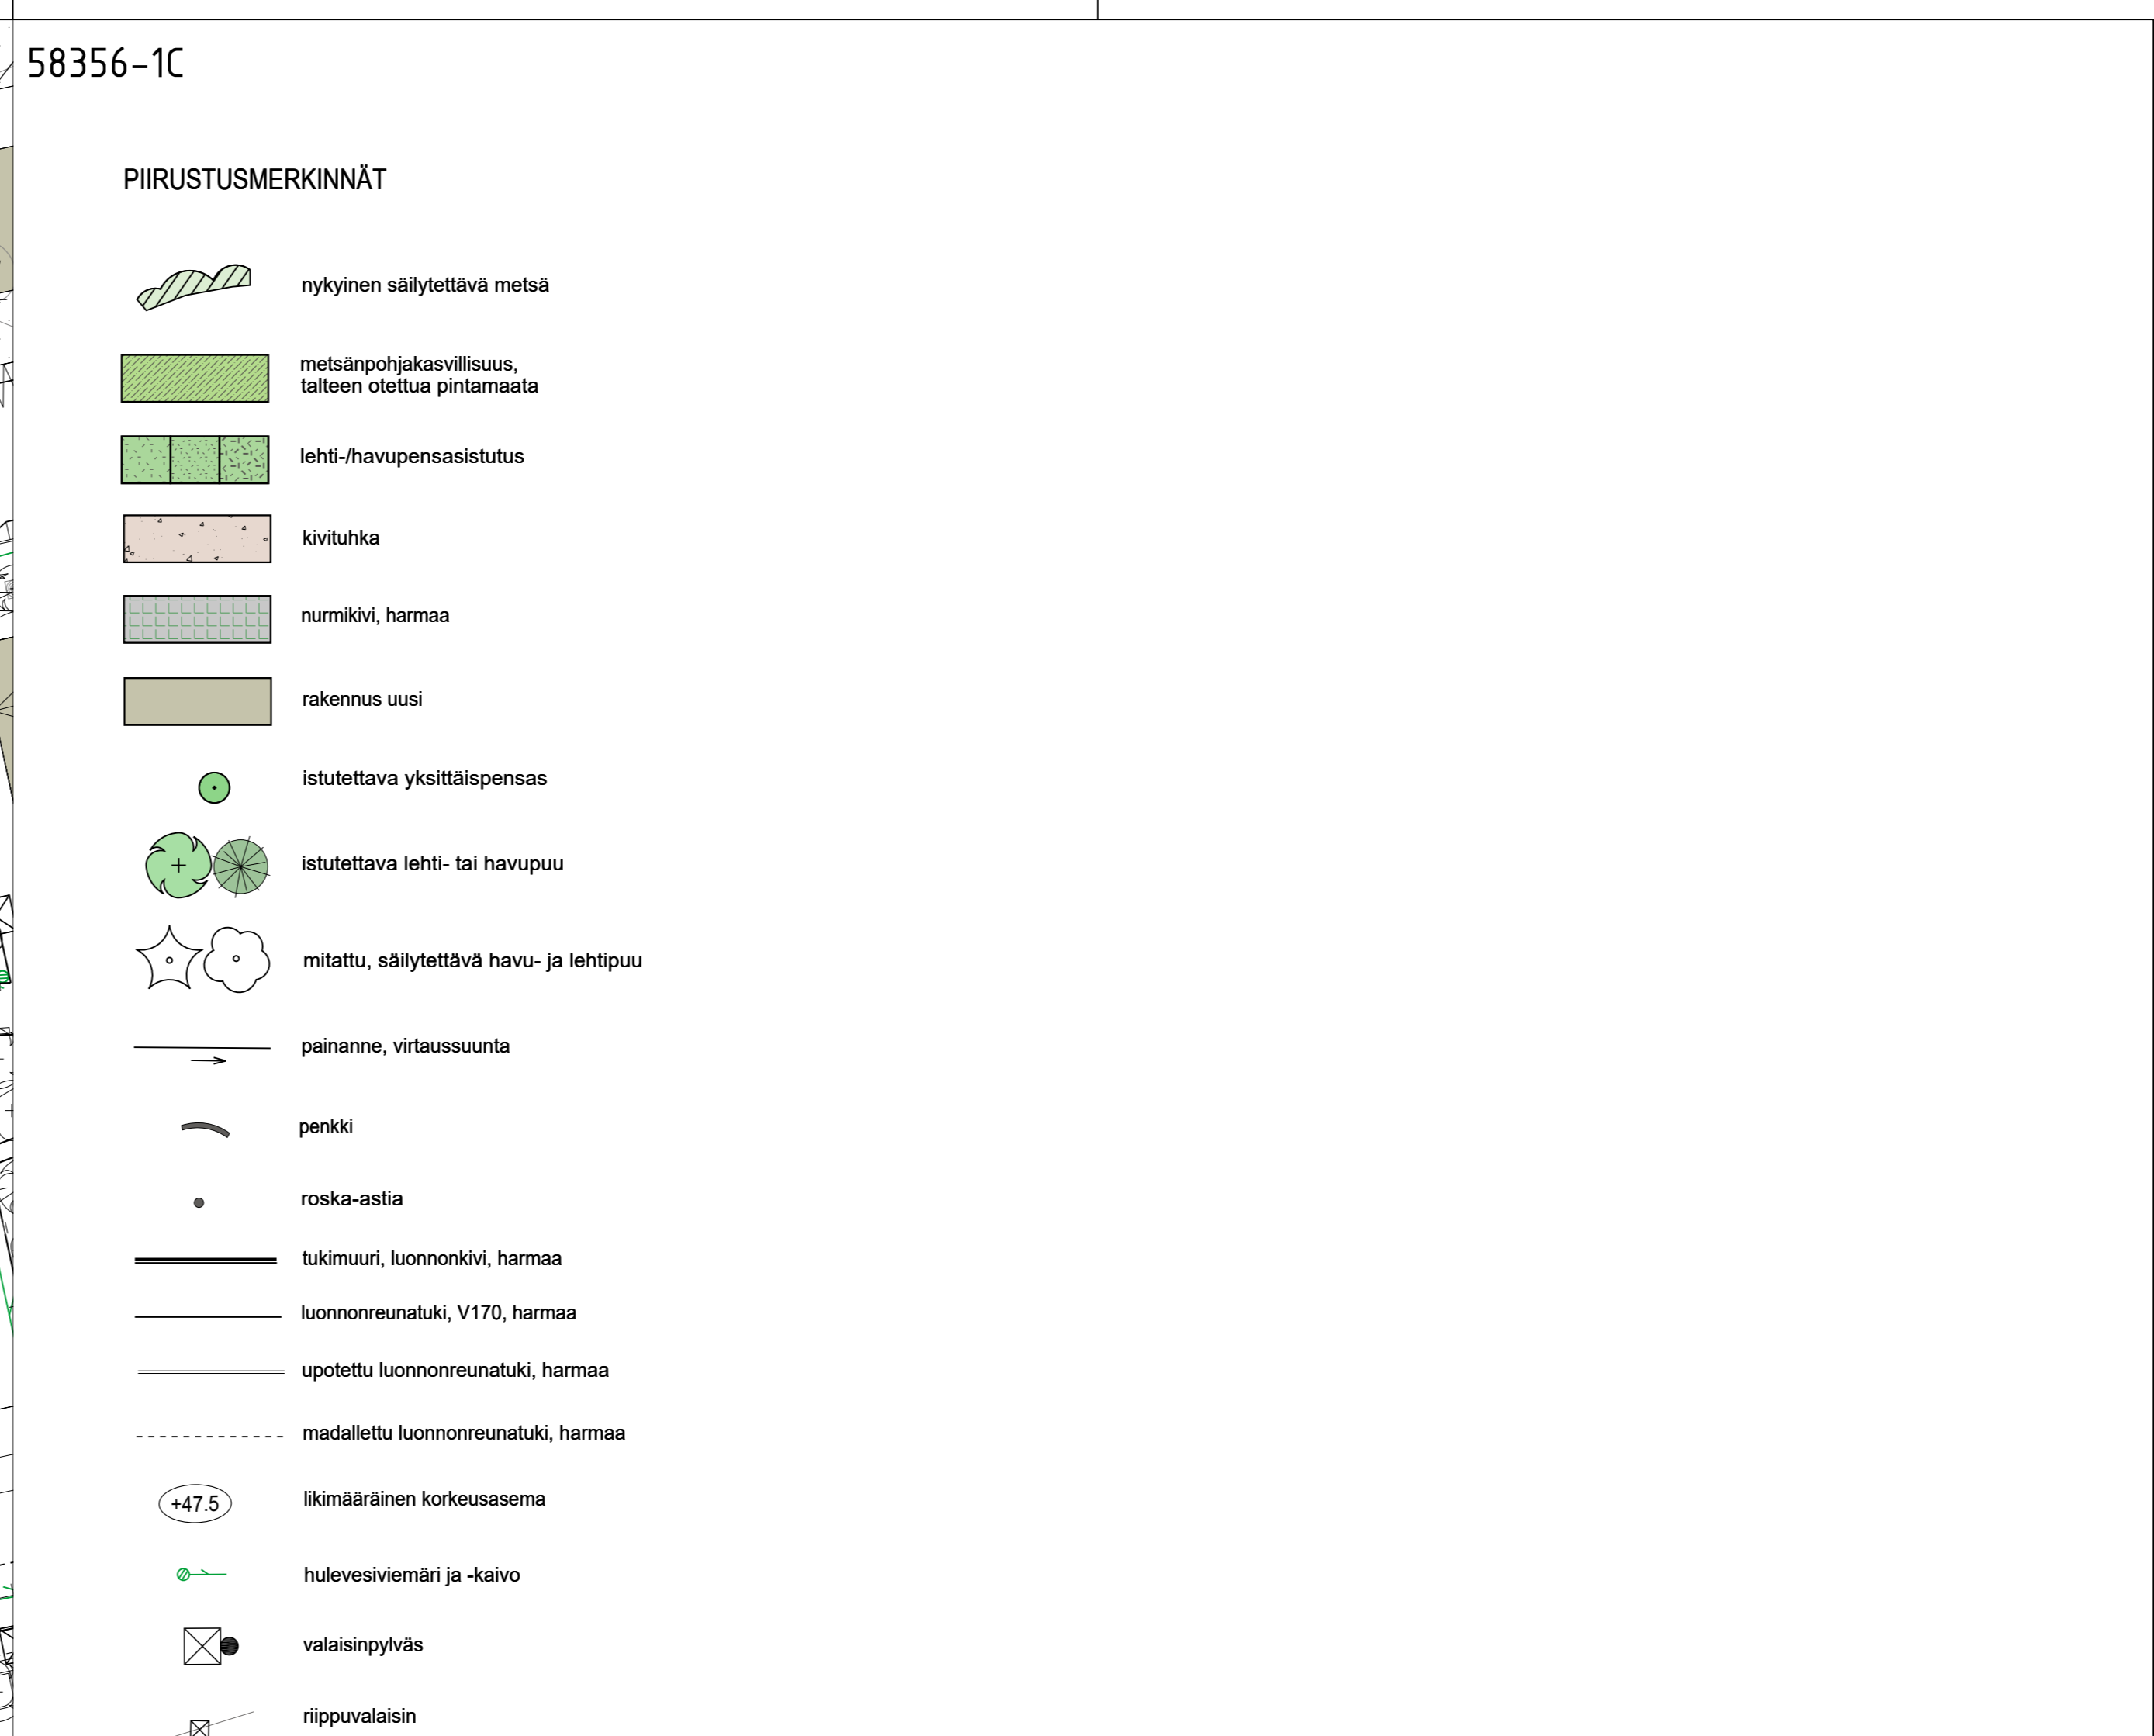 58356-1C
PIIRUSTUSMERKINNÄT
nykyinen säilytettävä metsä
metsänpohjakasvillisuus,
talteen otettua pintamaata
lehti-/havupensasistutus
kivituhka
nurmikivi, harmaa
rakennus uusi
istutettava yksittäispensas
istutettava lehti- tai havupuu
mitattu, säilytettävä havu- ja lehtipuu
painanne, virtaussuunta
penkki
roska-astia
tukimuuri, luonnonkivi, harmaa
luonnonreunatuki, V170, harmaa
upotettu luonnonreunatuki, harmaa
madallettu luonnonreunatuki, harmaa
+47.5 likimääräinen korkeusasema
hulevesiviemäri ja -kaivo
valaisinpylväs
riippuvalaisin